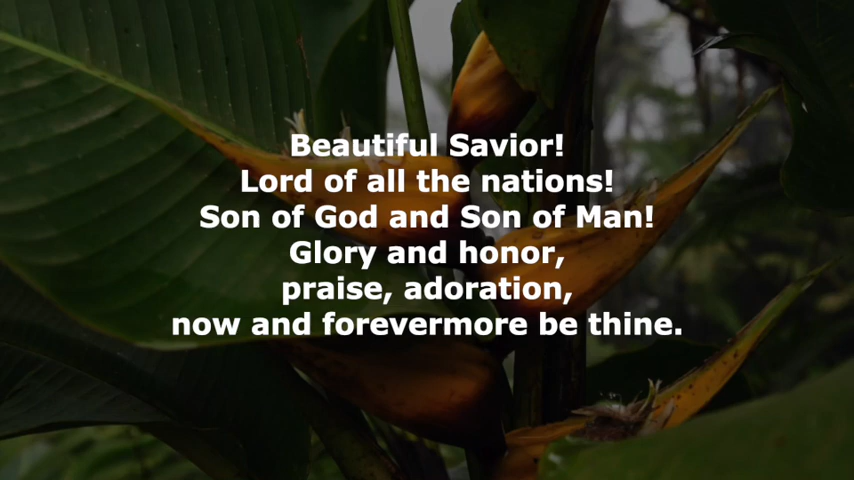 Beautiful Savior!
Lord of all the nations!
Son of God and Son of Man!
Glory and honor,
praise, adoration,
now and forevermore be thine.